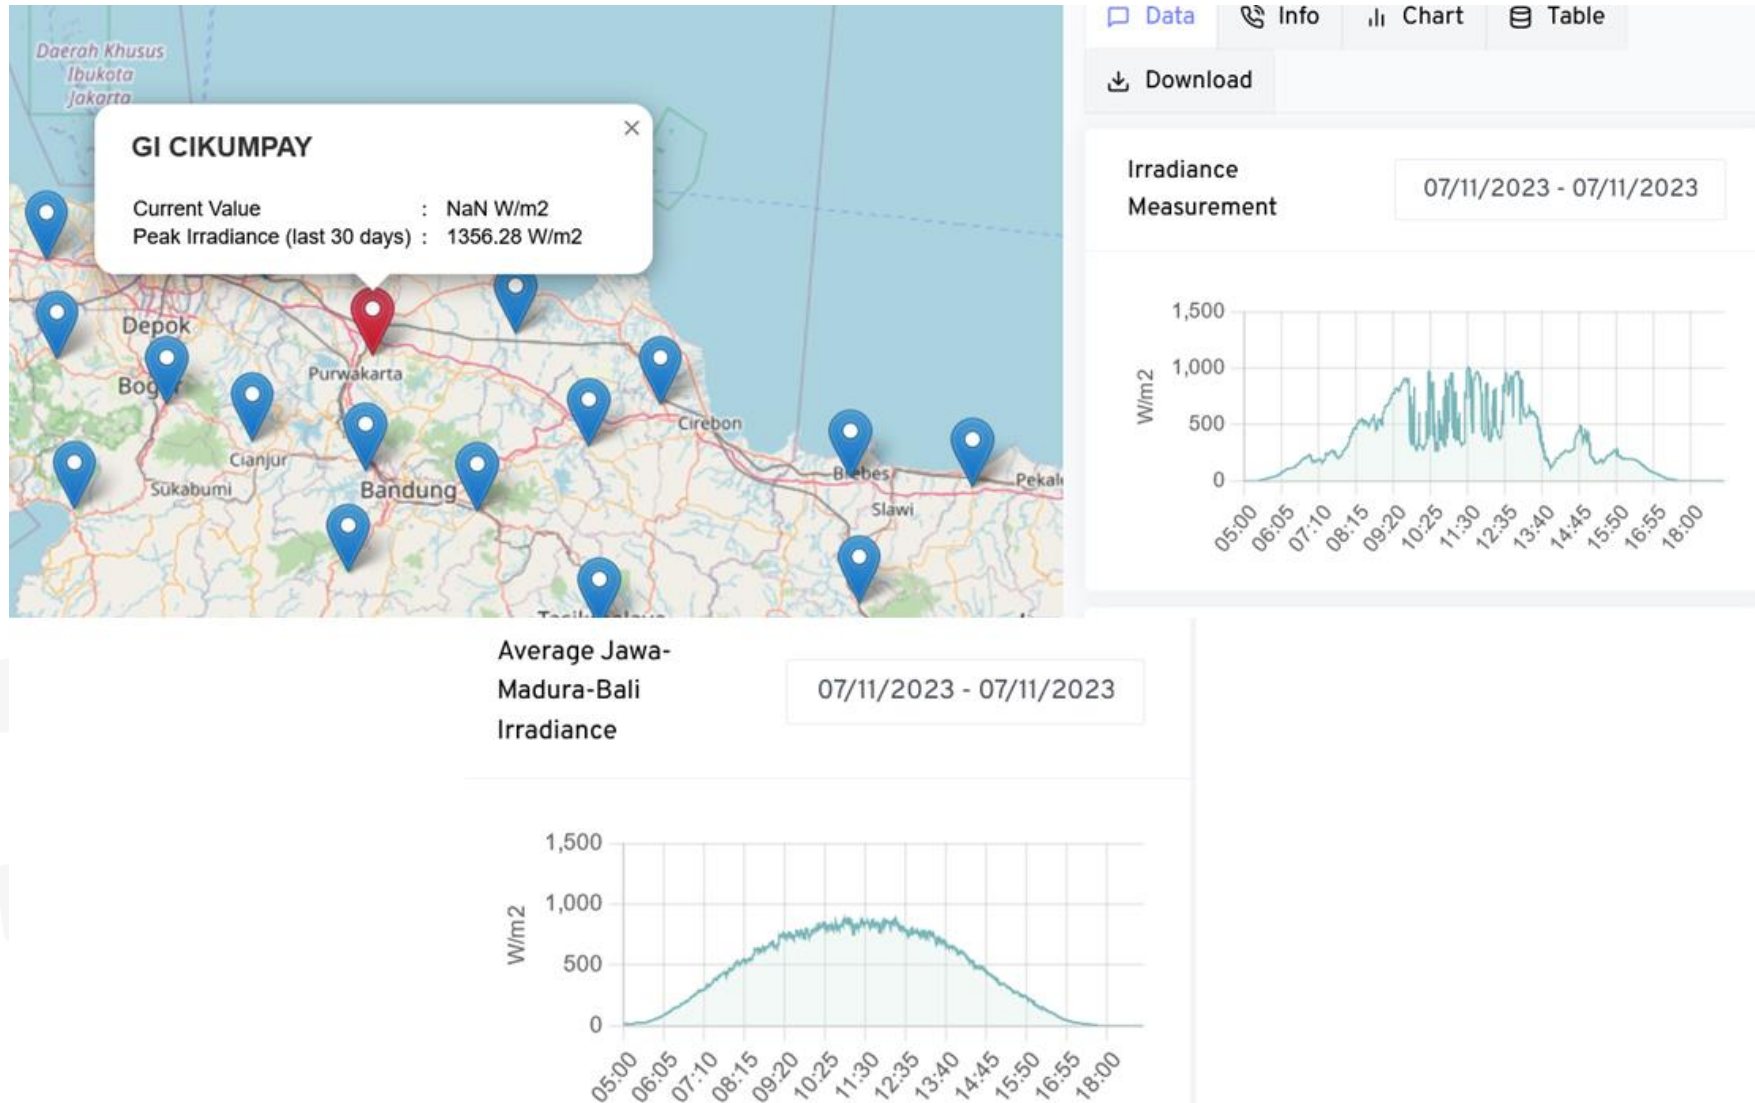 Daerah Khusus
Ibukota
Jakarta
GI CIKUMPAY
×
Current Value : NaN W/m2
Peak Irradiance (last 30 days) : 1356.28 W/m2
Depok
Purwakarta
Cirebon
Cianjur
Sukabumi
Bandung
Slawi
Data
Info
Chart
Table
Download
Irradiance
Measurement
07/11/2023 - 07/11/2023
1,500
1,000
500
0
W/m2
05:00 06:05 07:10 08:15 09:20 10:25 11:30 12:35 13:40 14:45 15:50 16:55 18:00
Average Jawa-
Madura-Bali
Irradiance
07/11/2023 - 07/11/2023
1,500
1,000
500
0
W/m2
05:00 06:05 07:10 08:15 09:20 10:25 11:30 12:35 13:40 14:45 15:50 16:55 18:00